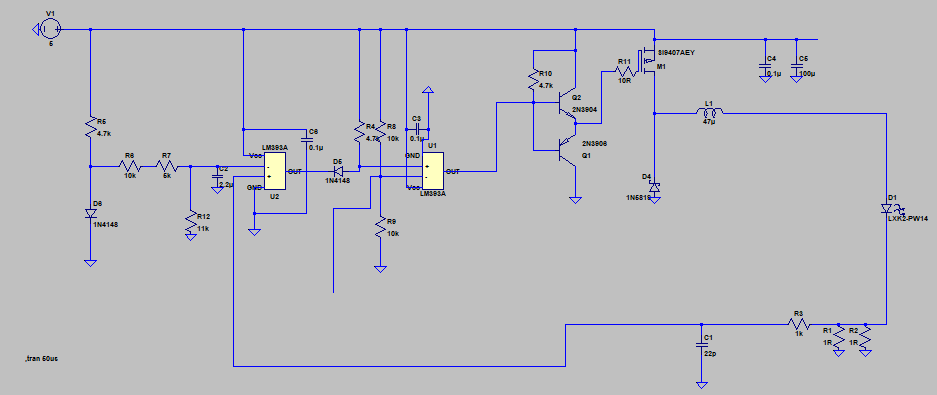 V1
5
R5
4.7k
D6
1N4148
R6
10k
R7
5k
C2
2.2µ
R12
11k
Vcc
LM393A
-
+
OUT
GND
U2
C6
0.1µ
D5
1N4148
R4
4.7k
R8
10k
C3
0.1µ
GND
U1
+
-
OUT
Vcc
LM393A
R9
10k
R10
4.7k
Q2
2N3904
2N3906
Q1
R11
10R
SI9407AEY
M1
C4
0.1µ
C5
100µ
L1
47µ
D4
1N5819
D1
LXK2-PW14
R3
1k
R1
1R
R2
1R
C1
22p
,tran 50us